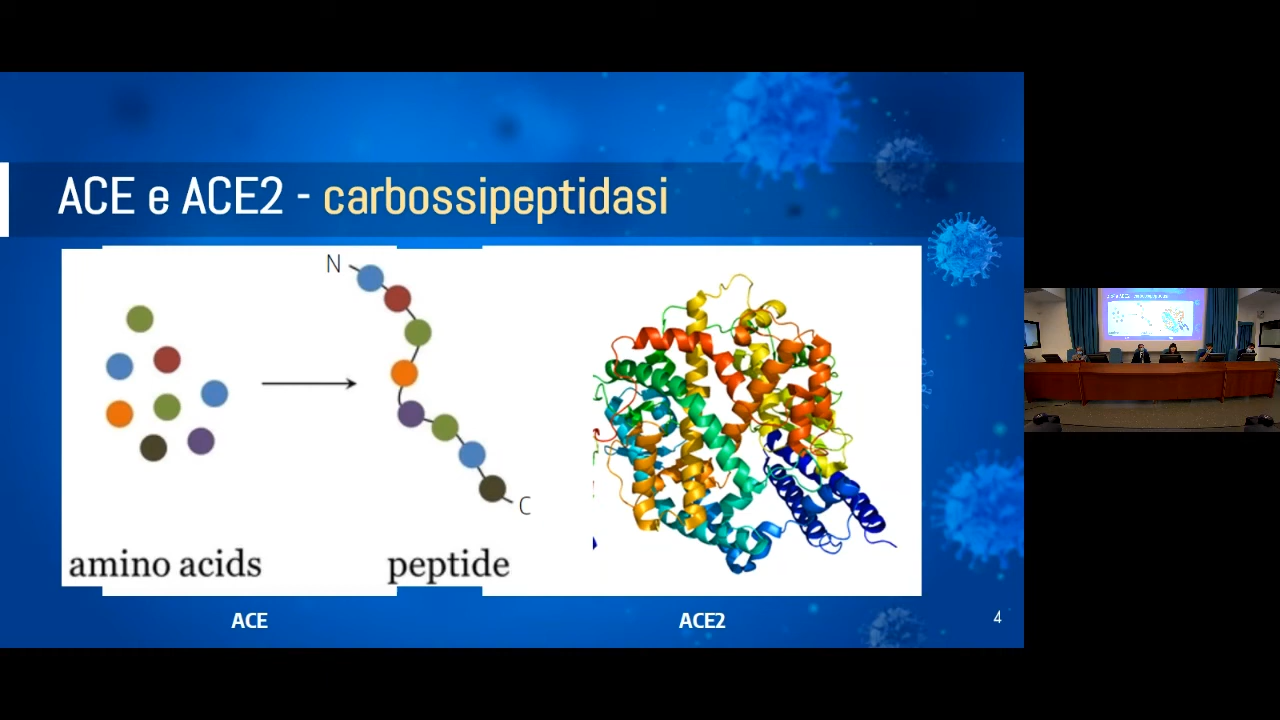 ACE e ACE2 - carbossipeptidasi
N
C
amino acids
peptide
ACE
ACE2
4